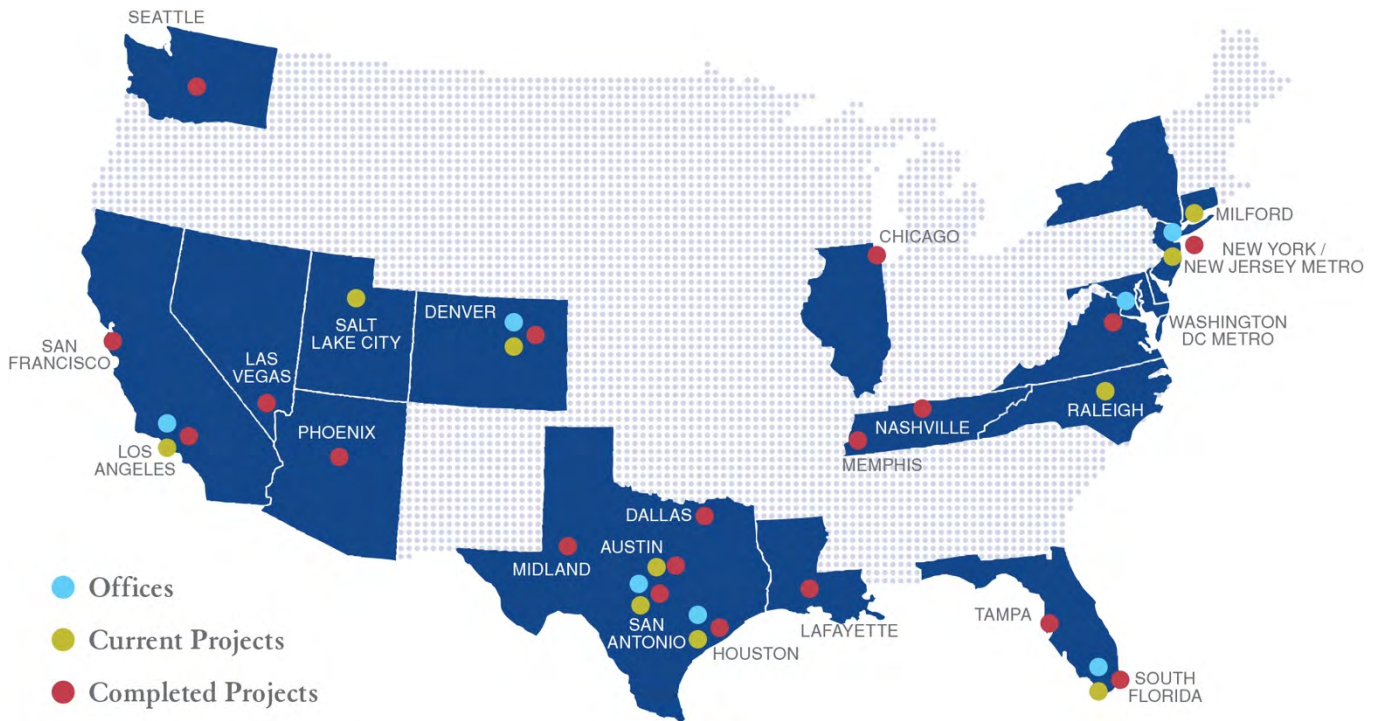 SEATTLE
MILFORD
CHICAGO
NEW YORK /
NEW JERSEY METRO
DENVER
SALT
LAKE CITY
WASHINGTON
DC METRO
SAN
FRANCISCO
LAS
VEGAS
RALEIGH
NASHVILLE
PHOENIX
LOS
ANGELES
MEMPHIS
DALLAS
AUSTIN
MIDLAND
SAN
ANTONIO
HOUSTON
LAFAYETTE
TAMPA
SOUTH
FLORIDA
Offices
Current Projects
Completed Projects